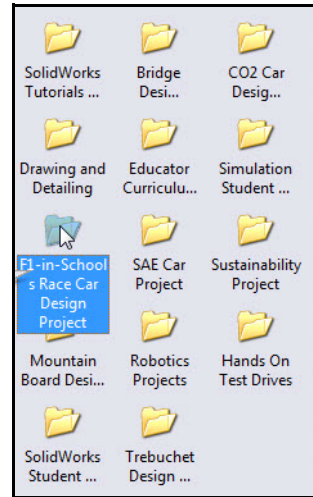 SolidWorks
Tutorials ...
Bridge
Desi...
CO2 Car
Desig...
Drawing and
Detailing
Educator
Curriculu...
Simulation
Student ...
F1-in-School
s Race Car
Design
Project
SAE Car
Project
Sustainability
Project
Mountain
Board Desi...
Robotics
Projects
Hands On
Test Drives
SolidWorks
Student ...
Trebuchet
Design ...